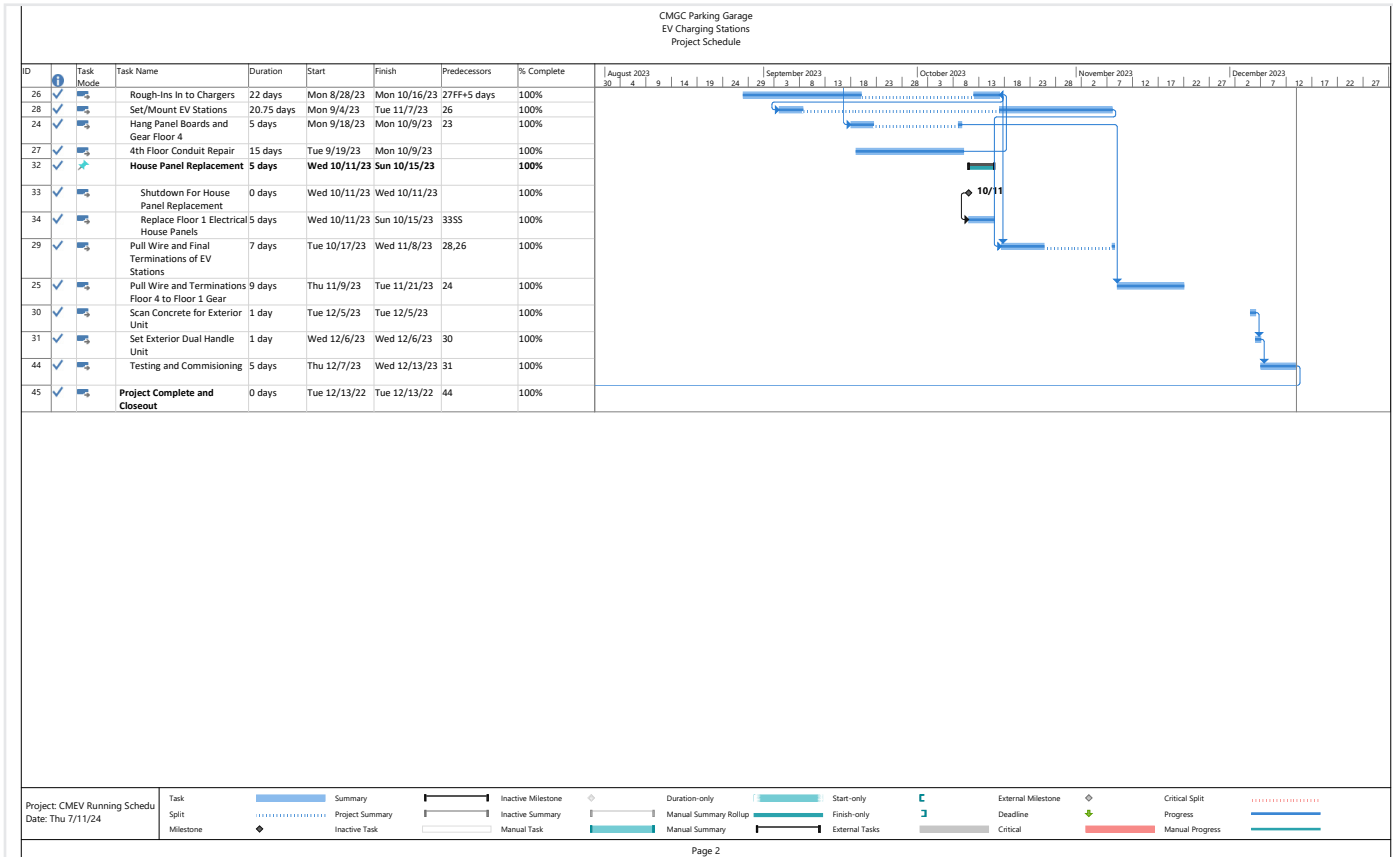 CMGC Parking Garage
EV Charging Stations
Project Schedule
ID Task Mode Task Name Duration Start Finish Predecessors % Complete
August 2023 September 2023 October 2023 November 2023 December 2023
30 4 9 14 19 24 29 3 8 13 18 23 28 3 8 13 18 23 28 2 7 12 17 22 27 2 7 12 17 22 27
26 Rough-Ins In to Chargers 22 days Mon 8/28/23 Mon 10/16/23 27FF+5 days 100%
28 Set/Mount EV Stations 20.75 days Mon 9/4/23 Tue 11/7/23 26 100%
24 Hang Panel Boards and 5 days Mon 9/18/23 Mon 10/9/23 23 100%
Gear Floor 4
27 4th Floor Conduit Repair 15 days Tue 9/19/23 Mon 10/9/23 100%
32 House Panel Replacement 5 days Wed 10/11/23 Sun 10/15/23 100%
33 Shutdown For House 0 days Wed 10/11/23 Wed 10/11/23 100% 10/11
Panel Replacement
34 Replace Floor 1 Electrical 5 days Wed 10/11/23 Sun 10/15/23 33SS 100%
House Panels
29 Pull Wire and Final 7 days Tue 10/17/23 Wed 11/8/23 28,26 100%
Terminations of EV
Stations
25 Pull Wire and Terminations 9 days Thu 11/9/23 Tue 11/21/23 24 100%
Floor 4 to Floor 1 Gear
30 Scan Concrete for Exterior 1 day Tue 12/5/23 Tue 12/5/23 100%
Unit
31 Set Exterior Dual Handle 1 day Wed 12/6/23 Wed 12/6/23 30 100%
Unit
44 Testing and Commisioning 5 days Thu 12/7/23 Wed 12/13/23 31 100%
45 Project Complete and 0 days Tue 12/13/22 Tue 12/13/22 44 100%
Closeout
Project: CMEV Running Schedu
Date: Thu 7/11/24
Task Summary Inactive Milestone Duration-only Start-only External Milestone Critical Split
Split Project Summary Inactive Summary Manual Summary Rollup Finish-only Deadline Progress
Milestone Inactive Task Manual Task Manual Summary External Tasks Critical Manual Progress
Page 2